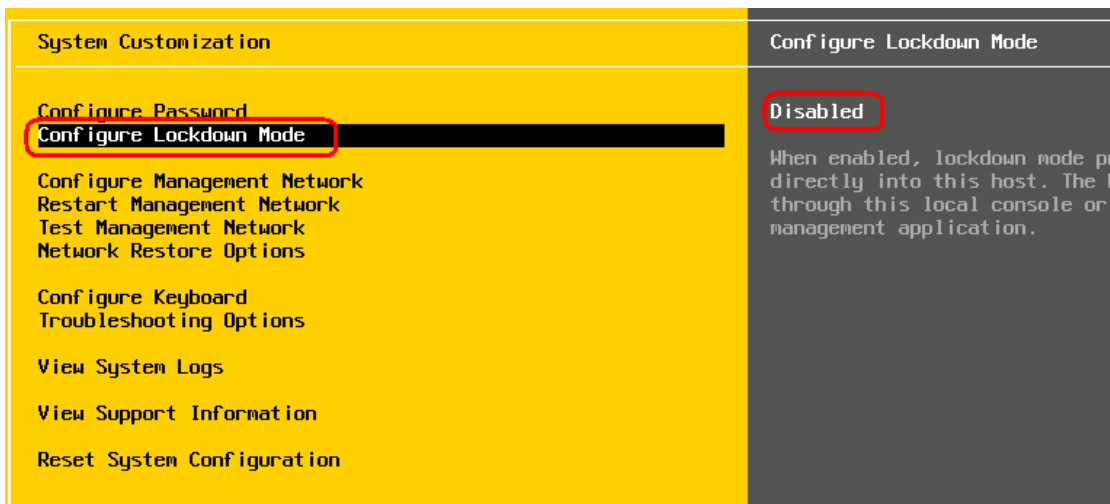 System Customization
Configure Password
Configure Lockdown Mode
Configure Management Network
Restart Management Network
Test Management Network
Network Restore Options
Configure Keyboard
Troubleshooting Options
View System Logs
View Support Information
Reset System Configuration
Configure Lockdown Mode
Disabled
When enabled, lockdown mode
directly into this host. The
through this local console or
management application.